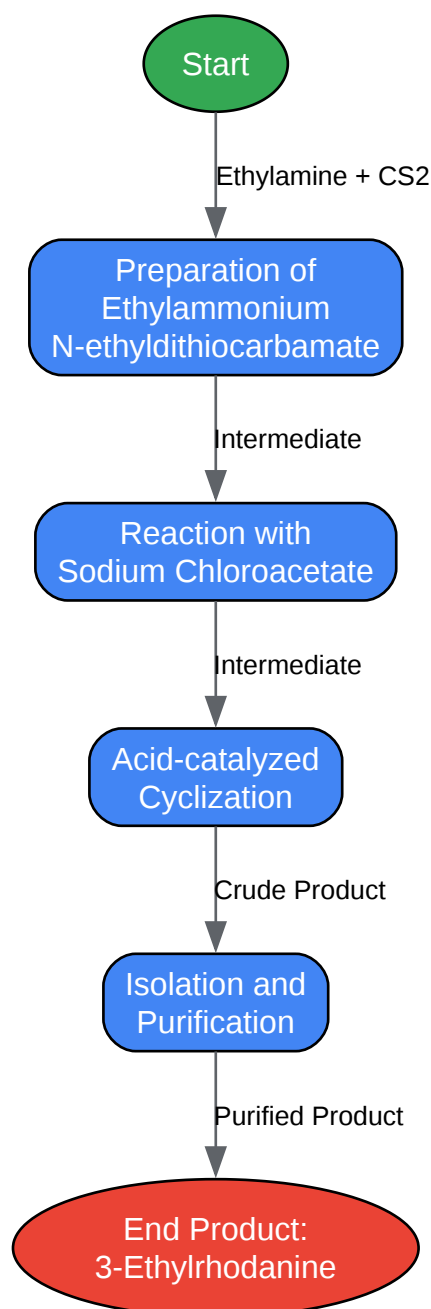 Start
Ethylamine + CS2
Preparation of
Ethylammonium
N-ethyldithiocarbamate
Intermediate
Reaction with
Sodium Chloroacetate
Intermediate
Acid-catalyzed
Cyclization
Crude Product
Isolation and
Purification
Purified Product
End Product:
3-Ethylrhodanine